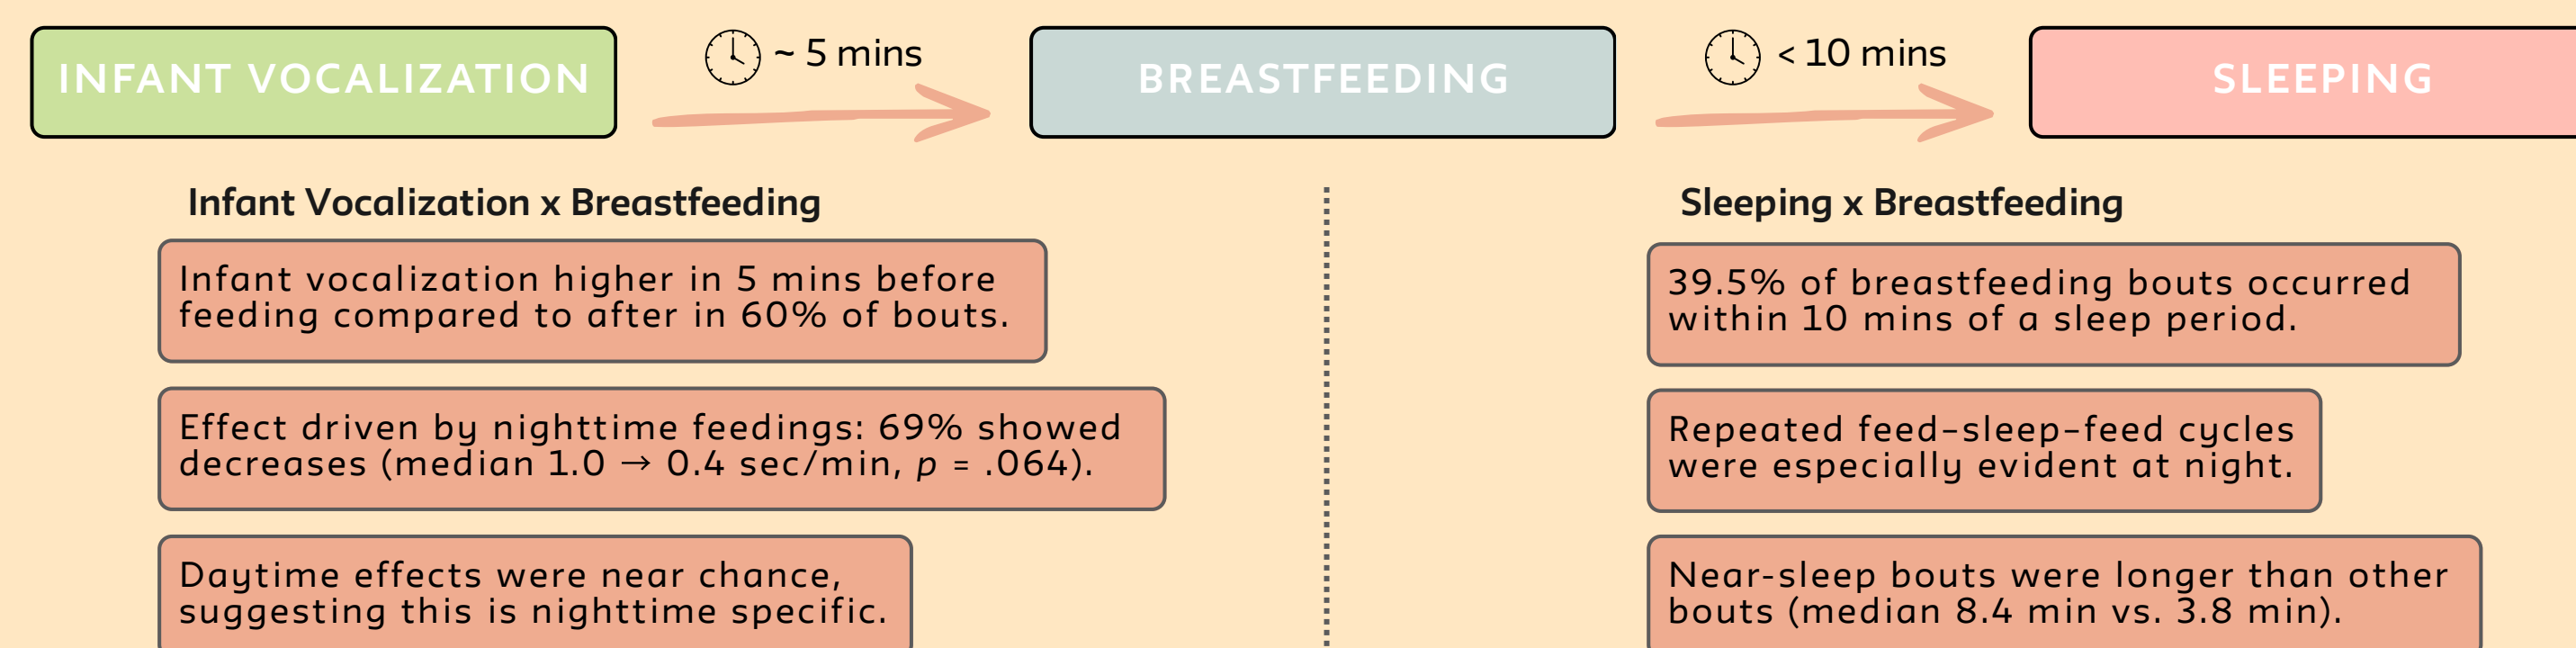 INFANT VOCALIZATION
~ 5 mins
BREASTFEEDING
< 10 mins
SLEEPING
Infant Vocalization x Breastfeeding
Infant vocalization higher in 5 mins before
feeding compared to after in 60% of bouts.
Effect driven by nighttime feedings: 69% showed
decreases (median 1.0 → 0.4 sec/min, p = .064).
Daytime effects were near chance,
suggesting this is nighttime specific.
Sleeping x Breastfeeding
39.5% of breastfeeding bouts occurred
within 10 mins of a sleep period.
Repeated feed-sleep-feed cycles
were especially evident at night.
Near-sleep bouts were longer than other
bouts (median 8.4 min vs. 3.8 min).